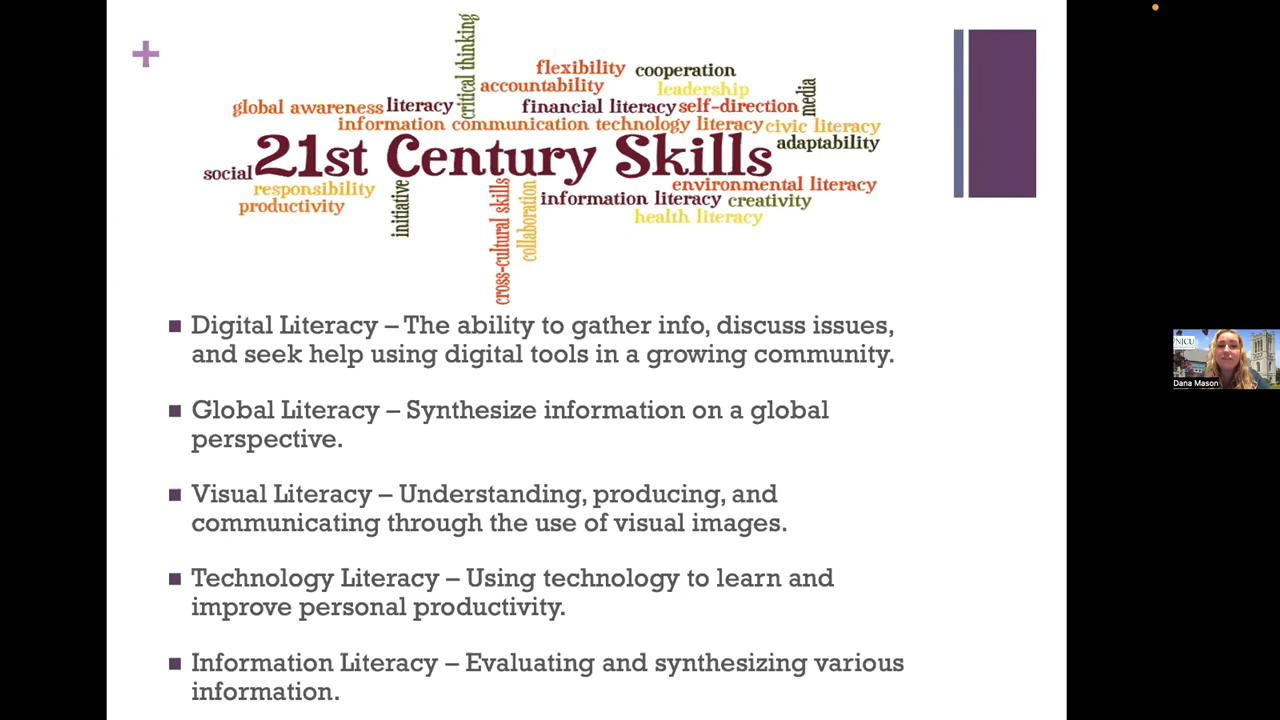 +
critical thinking
flexibility cooperation
accountability leadership
media
global awareness literacy financial literacy self-direction
information communication technology literacy civic literacy
21st Century Skills adaptability
social
responsibility environmental literacy
initiative cross-cultural skills collaboration information literacy creativity
productivity health literacy
■ Digital Literacy – The ability to gather info, discuss issues,
and seek help using digital tools in a growing community.
■ Global Literacy – Synthesize information on a global
perspective.
■ Visual Literacy – Understanding, producing, and
communicating through the use of visual images.
■ Technology Literacy – Using technology to learn and
improve personal productivity.
■ Information Literacy – Evaluating and synthesizing various
information.
NJCU
Dana Mason